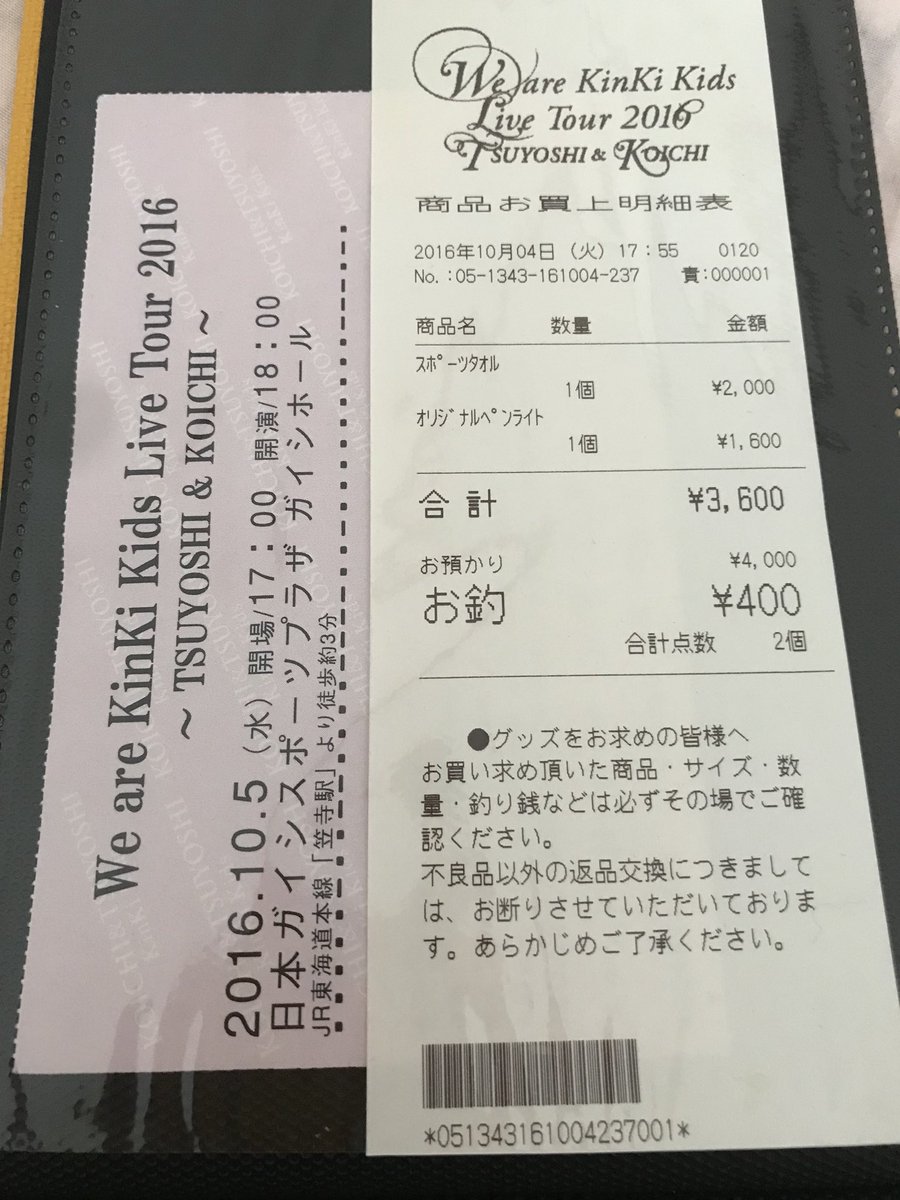 We are KinKi Kids Live Tour 2016
~ TSUYOSHI & KOICHI ~
2016.10.5 (水) 開場/17:00 開演/18:00
日本ガイシスポーツプラザ ガイシホール
JR東海道本線「笠寺駅」より徒歩約3分
We are KinKi Kids
Live Tour 2016
TSUYOSHI & KOICHI
商品お買上明細表
2016年10月04日 (火) 17:55 0120
No.:05-1343-161004-237 責:000001
商品名 数量 金額
スポーツタオル
1個 ¥2,000
オリジナルペンライト
1個 ¥1,600
合計 ¥3,600
お預かり ¥4,000
お釣 ¥400
合計点数 2個
●グッズをお求めの皆様へ
お買い求め頂いた商品・サイズ・数
量・釣り銭などは必ずその場でご確
認ください。
不良品以外の返品交換につきまして
は、お断りさせていただいておりま
す。あらかじめご了承ください。
*051343161004237001*